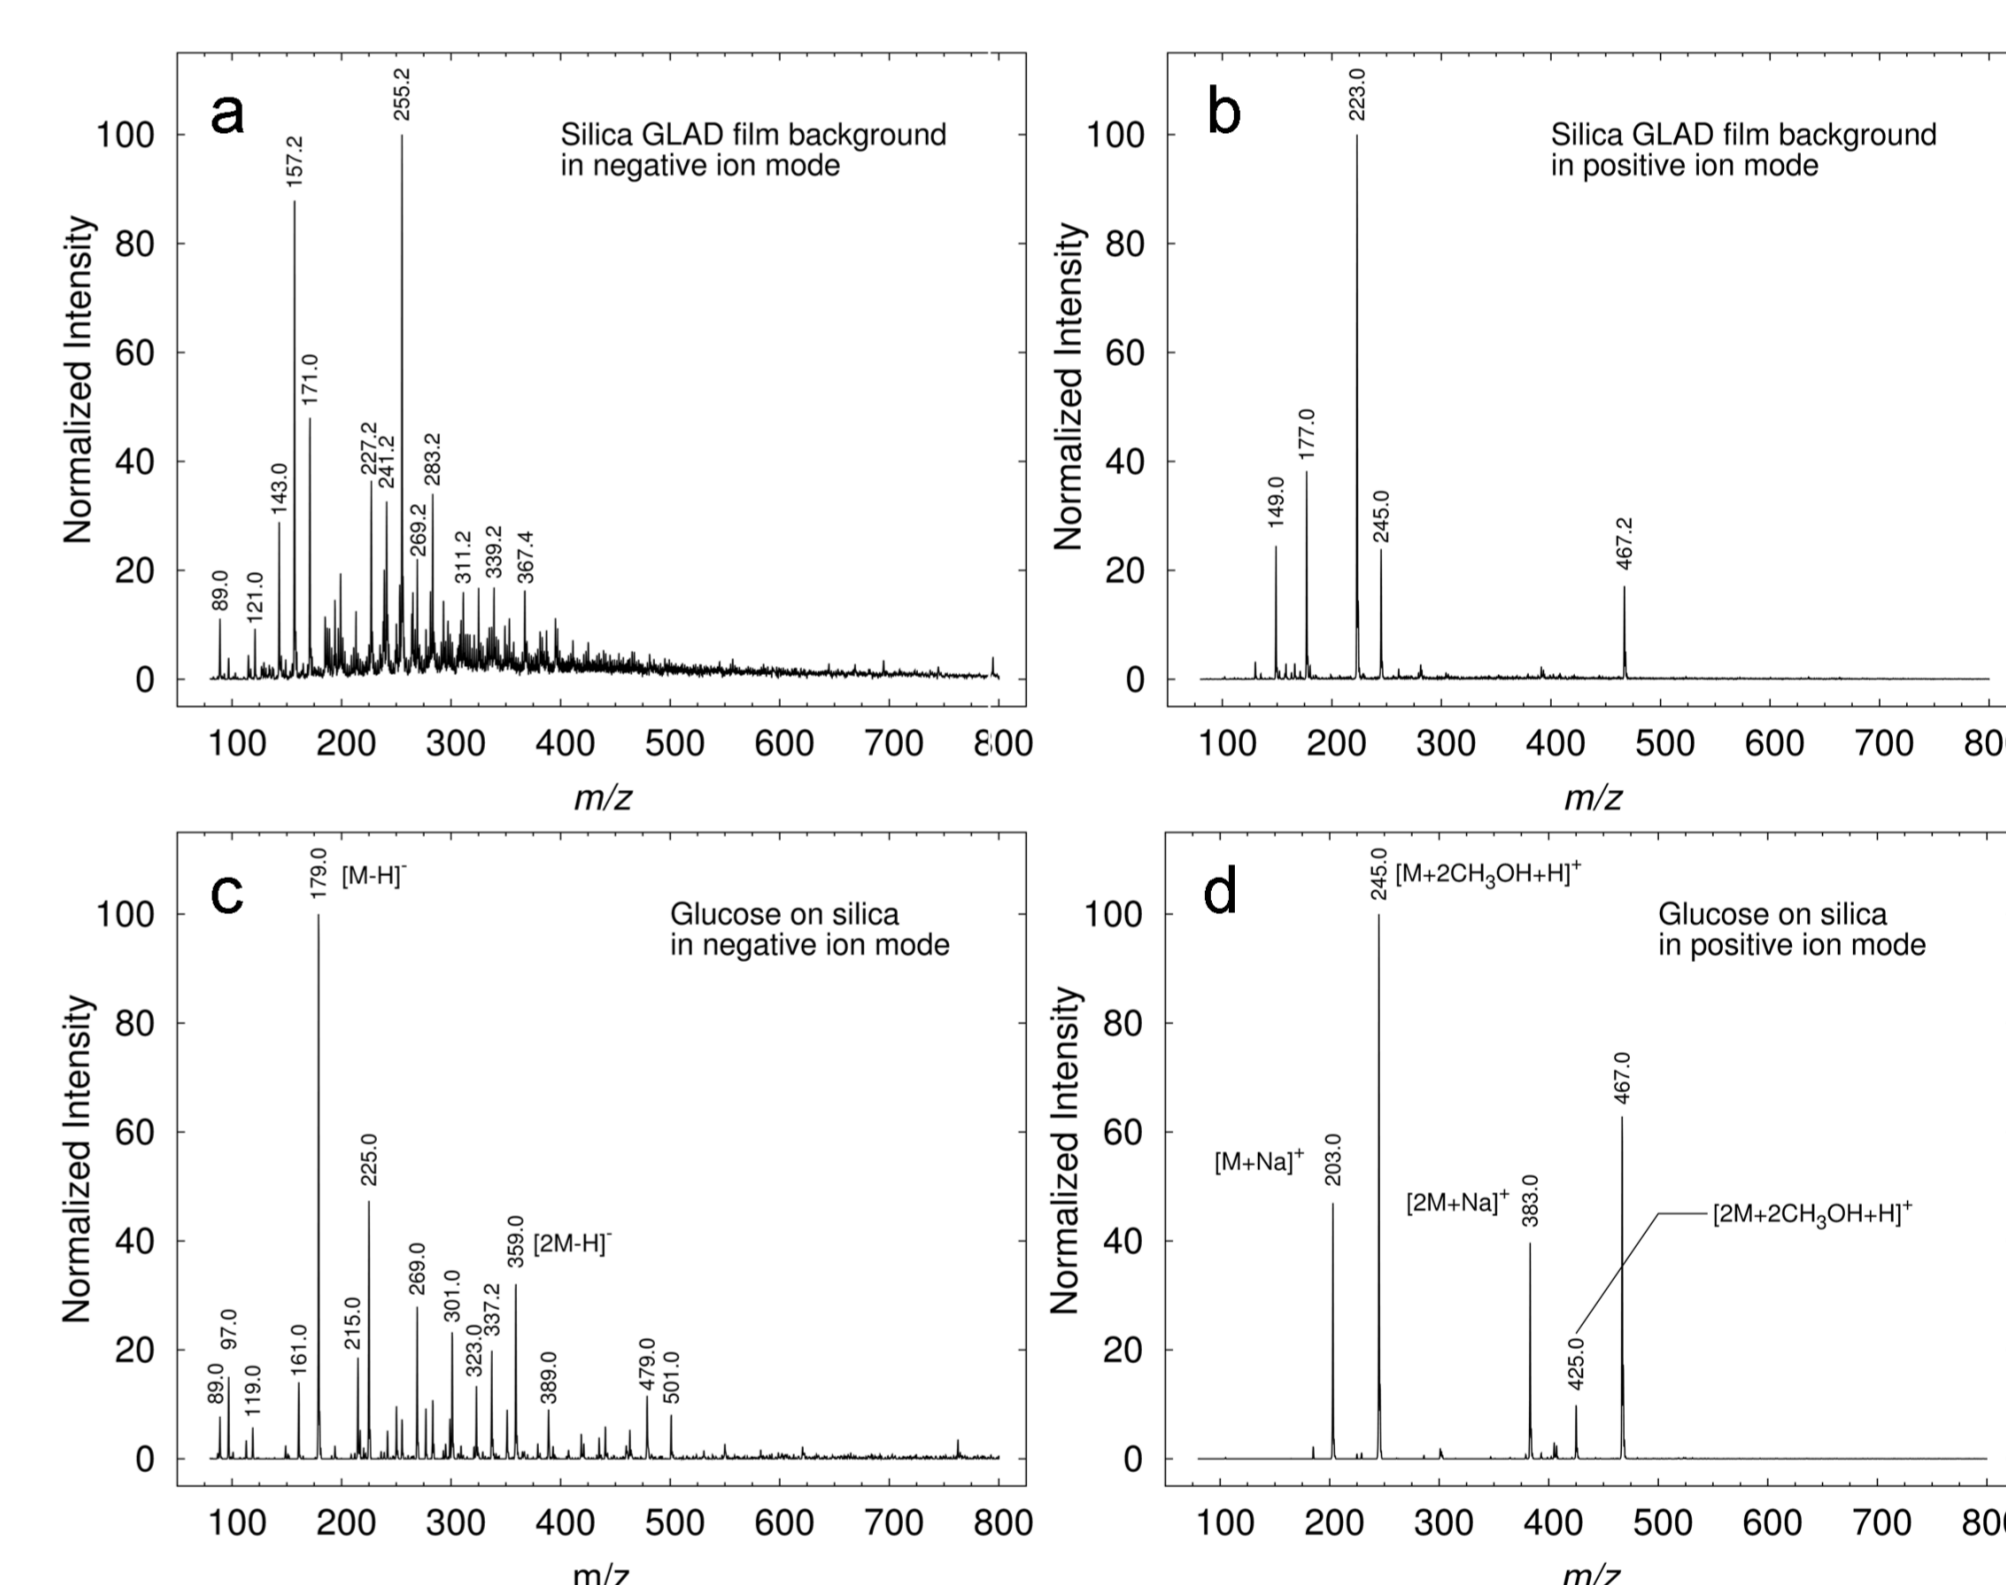 a
Silica GLAD film background
in negative ion mode
Normalized Intensity
100
80
60
40
20
0
89.0
121.0
143.0
157.2
171.0
227.2
241.2
255.2
269.2
283.2
311.2
339.2
367.4
100 200 300 400 500 600 700 800
m/z
b
Silica GLAD film background
in positive ion mode
Normalized Intensity
100
80
60
40
20
0
149.0
177.0
223.0
245.0
467.2
100 200 300 400 500 600 700 80
m/z
c
Glucose on silica
in negative ion mode
Normalized Intensity
100
80
60
40
20
0
89.0
97.0
119.0
161.0
179.0 [M-H]⁻
215.0
225.0
269.0
301.0
323.0
337.2
359.0 [2M-H]⁻
389.0
479.0
501.0
100 200 300 400 500 600 700 800
m/z
d
Glucose on silica
in positive ion mode
Normalized Intensity
100
80
60
40
20
0
[M+Na]⁺ 203.0
245.0 [M+2CH₃OH+H]⁺
[2M+Na]⁺ 383.0
425.0 [2M+2CH₃OH+H]⁺
467.0
100 200 300 400 500 600 700 80
m/z